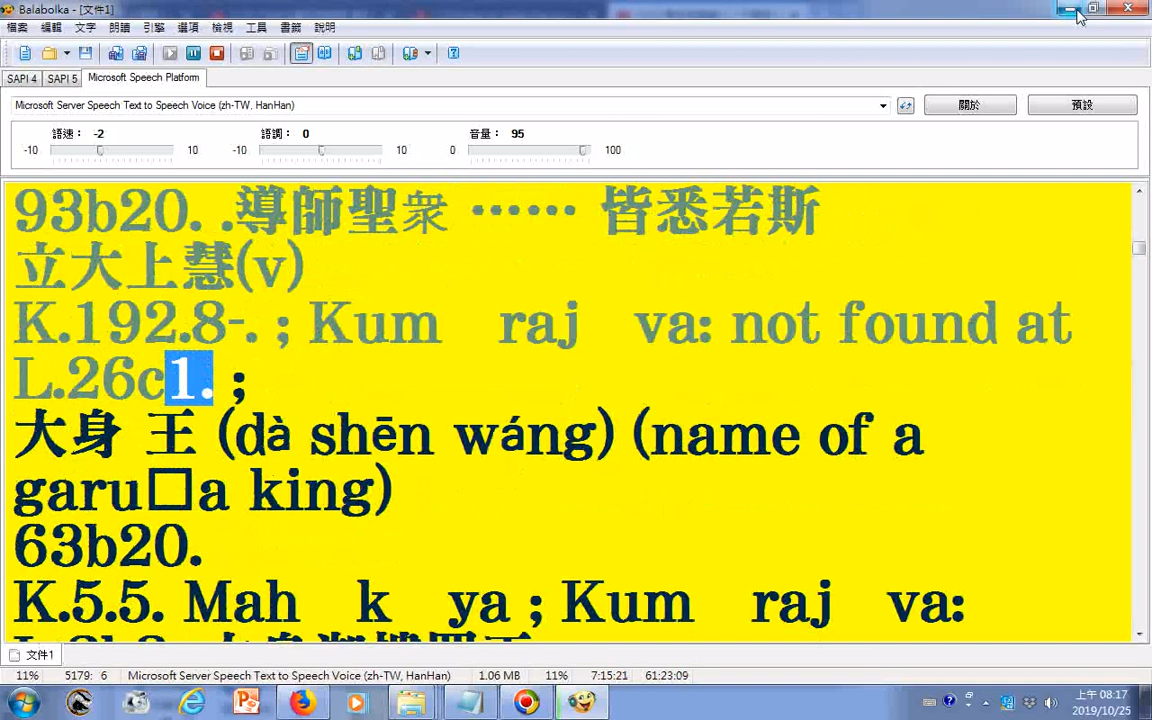 Balabolka - [文件1]
檔案 編輯 文字 朗讀 引擎 選項 檢視 工具 書籤 說明
SAPI 4 SAPI 5 Microsoft Speech Platform
Microsoft Server Speech Text to Speech Voice (zh-TW, HanHan) 關於 預設
語速: -2 語調: 0 音量: 95
-10 10 -10 10 0 100
93b20. .導師聖衆 …… 皆悉若斯
立大上慧(v)
K.192.8-. ; Kum raj va: not found at
L.26c1. ;
大身 王 (dà shēn wáng) (name of a
garu□a king)
63b20.
K.5.5. Mah k ya ; Kum raj va:
文件1
11% 5179: 6 Microsoft Server Speech Text to Speech Voice (zh-TW, HanHan) 1.06 MB 11% 7:15:21 61:23:09
上午 08:17
2019/10/25